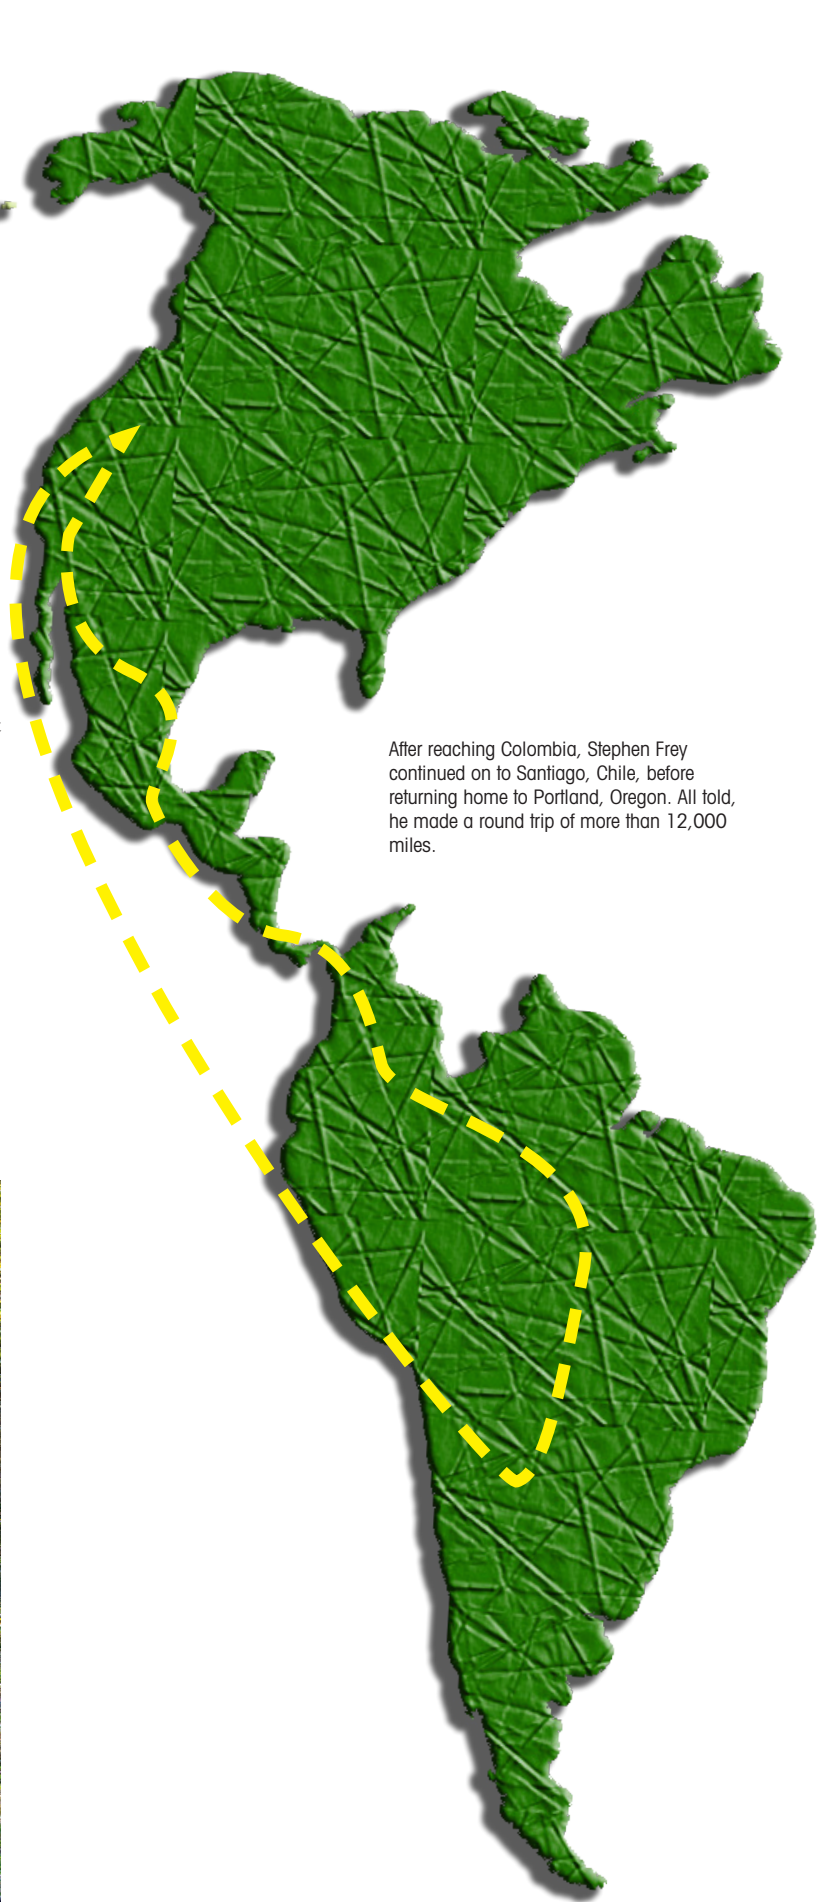 After reaching Colombia, Stephen Frey
continued on to Santiago, Chile, before
returning home to Portland, Oregon. All told,
he made a round trip of more than 12,000
miles.